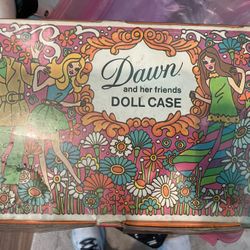 Dawn
and her friends
DOLL CASE